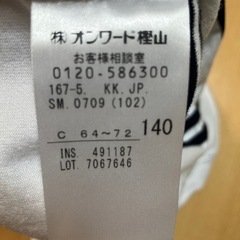 ㈱オンワード樫山
お客様相談室
0120-586300
167-5. KK. JP.
SM. 0709 (102)
C 64～72 140
INS. 491187
LOT. 7067646